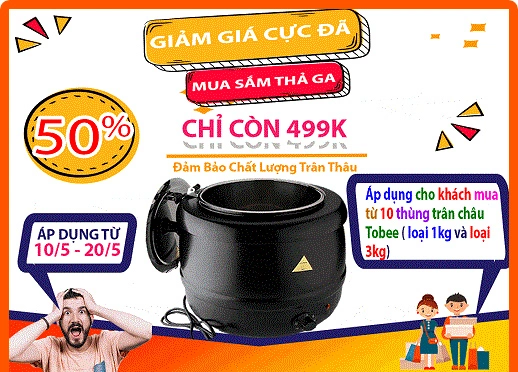 GIẢM GIÁ CỰC ĐÃ
MUA SẮM THẢ GA
50%
CHỈ CÒN 499K
Đảm Bảo Chất Lượng Trân Thâu
ÁP DỤNG TỪ
10/5 - 20/5
Áp dụng cho khách mua
từ 10 thùng trân châu
Tobee ( loại 1kg và loại
3kg)